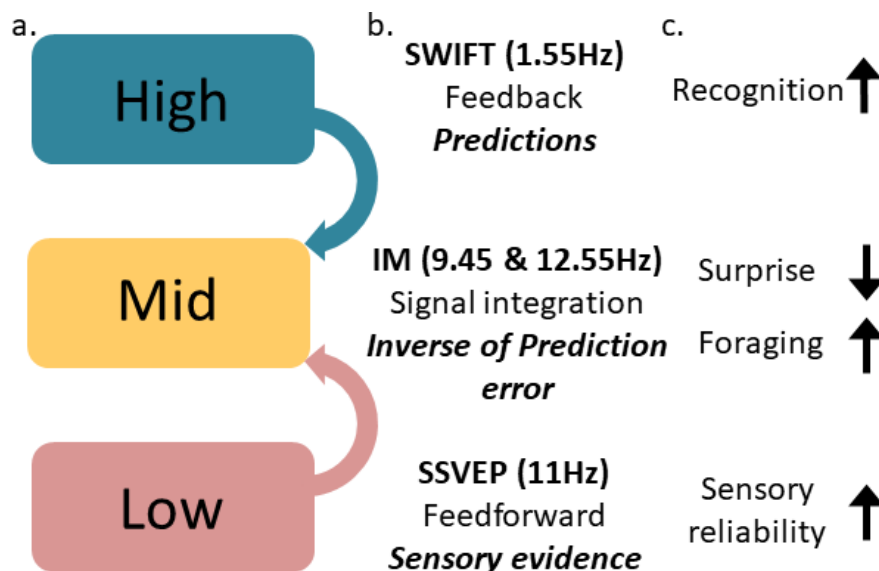 a.
High
Mid
Low
b.
SWIFT (1.55Hz)
Feedback
Predictions
IM (9.45 & 12.55Hz)
Signal integration
Inverse of Prediction
error
SSVEP (11Hz)
Feedforward
Sensory evidence
c.
Recognition
Surprise
Foraging
Sensory
reliability